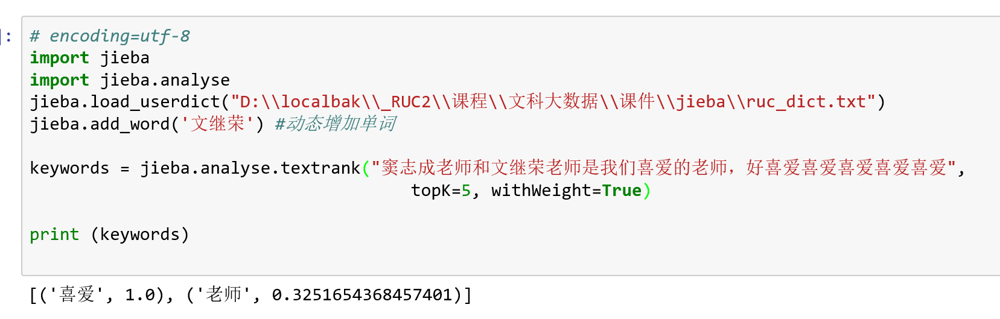 ]:
# encoding=utf-8
import jieba
import jieba.analyse
jieba.load_userdict("D:\\localbak\\_RUC2\\课程\\文科大数据\\课件\\jieba\\ruc_dict.txt")
jieba.add_word('文继荣') #动态增加单词
keywords = jieba.analyse.textrank("窦志成老师和文继荣老师是我们喜爱的老师，好喜爱喜爱喜爱喜爱喜爱",
topK=5, withWeight=True)
print (keywords)
[('喜爱', 1.0), ('老师', 0.3251654368457401)]